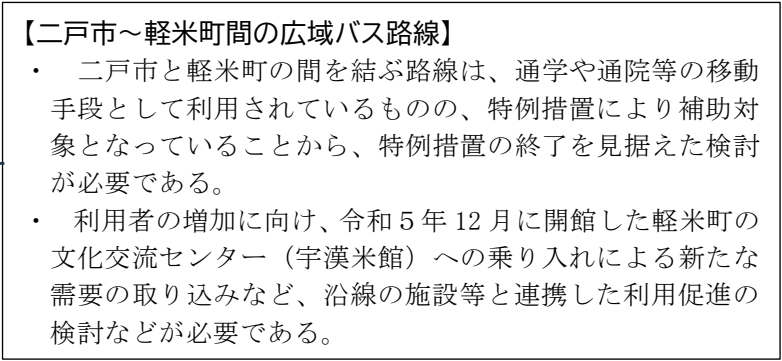 【二戸市～軽米町間の広域バス路線】
・　二戸市と軽米町の間を結ぶ路線は、通学や通院等の移動
手段として利用されているものの、特例措置により補助対
象となっていることから、特例措置の終了を見据えた検討
が必要である。
・　利用者の増加に向け、令和５年 12 月に開館した軽米町の
文化交流センター（宇漢米館）への乗り入れによる新たな
需要の取り込みなど、沿線の施設等と連携した利用促進の
検討などが必要である。